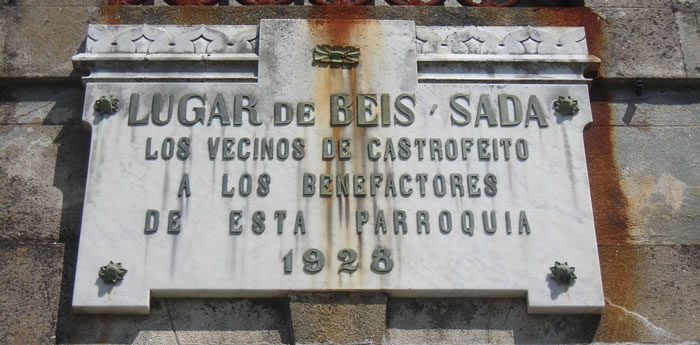 LUGAR DE BEIS, SADA
LOS VECINOS DE CASTROFEITO
A LOS BENEFACTORES
DE ESTA PARROQUIA
1928